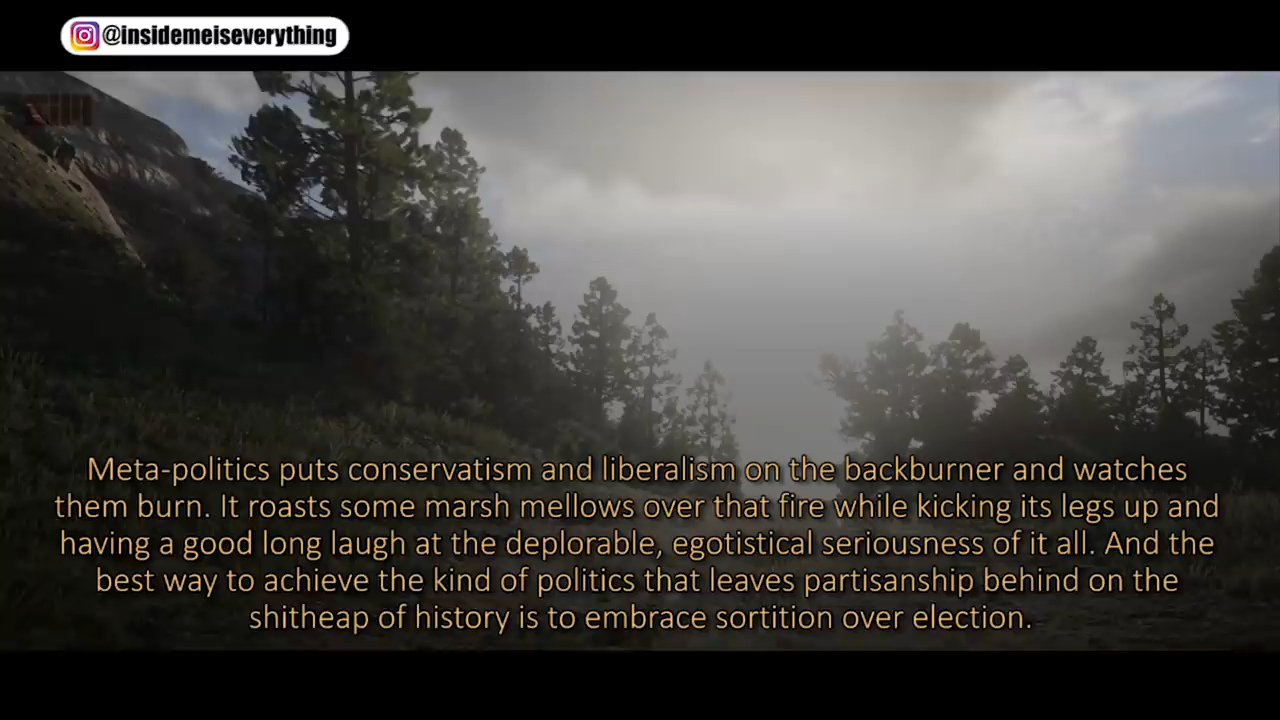 @insidemeiseverything
Meta-politics puts conservatism and liberalism on the backburner and watches
them burn. It roasts some marsh mellows over that fire while kicking its legs up and
having a good long laugh at the deplorable, egotistical seriousness of it all. And the
best way to achieve the kind of politics that leaves partisanship behind on the
shitheap of history is to embrace sortition over election.